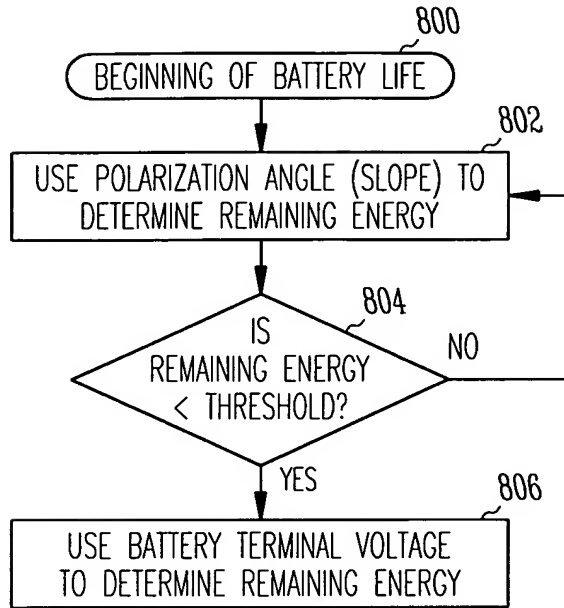 800
BEGINNING OF BATTERY LIFE
802
USE POLARIZATION ANGLE (SLOPE) TO
DETERMINE REMAINING ENERGY
804
IS
REMAINING ENERGY
< THRESHOLD?
NO
YES
806
USE BATTERY TERMINAL VOLTAGE
TO DETERMINE REMAINING ENERGY